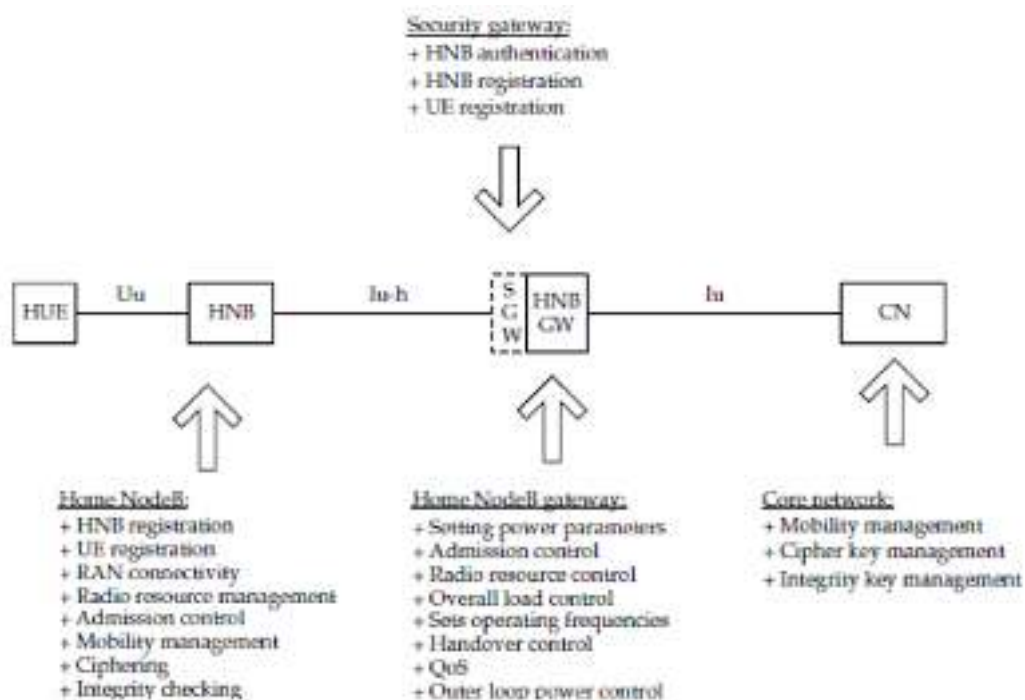 Security gateway:
+ HNB authentication
+ HNB registration
+ UE registration
HUE
Uu
HNB
Iu-h
S
G
W
HNB
GW
Iu
CN
Home NodeB:
+ HNB registration
+ UE registration
+ RAN connectivity
+ Radio resource management
+ Admission control
+ Mobility management
+ Ciphering
+ Integrity checking
Home NodeB gateway:
+ Setting power parameters
+ Admission control
+ Radio resource control
+ Overall load control
+ Sets operating frequencies
+ Handover control
+ QoS
+ Outer loop power control
Core network:
+ Mobility management
+ Cipher key management
+ Integrity key management